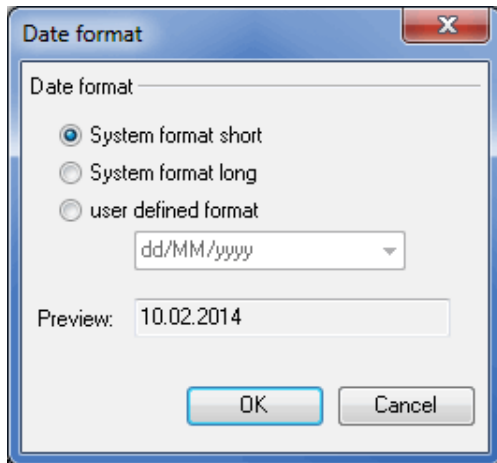 Date format
Date format
System format short
System format long
user defined format
dd/MM/yyyy
Preview: 10.02.2014
OK Cancel